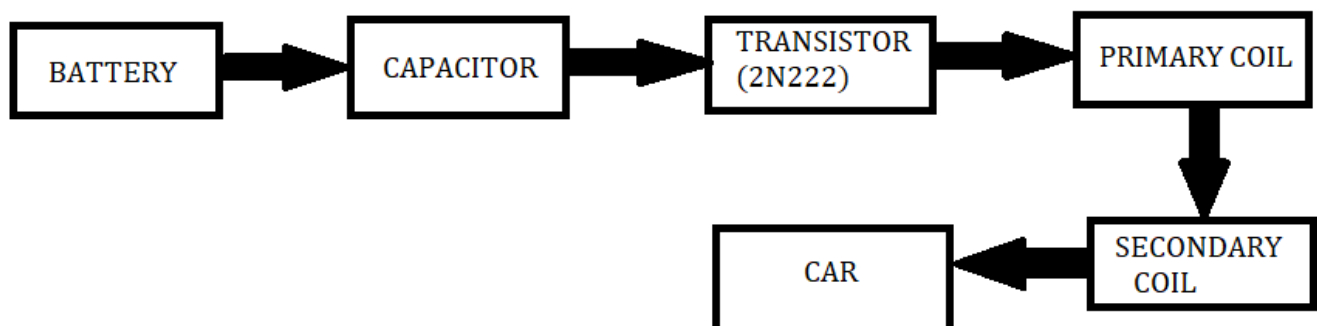 BATTERY
CAPACITOR
TRANSISTOR
(2N222)
PRIMARY COIL
SECONDARY
COIL
CAR